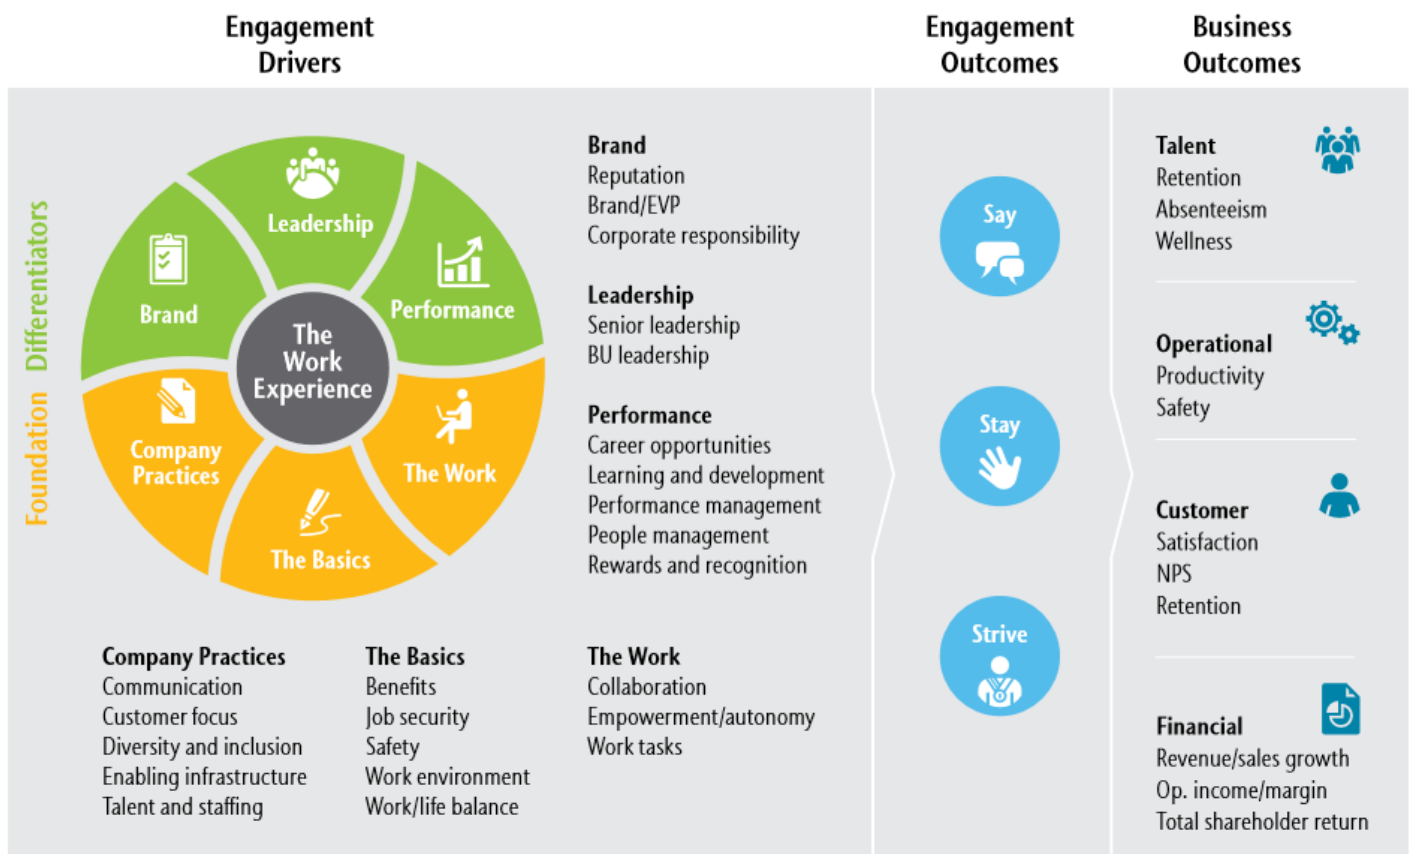 Engagement
Drivers
Engagement
Outcomes
Business
Outcomes
Differentiators
Foundation
Leadership
Brand
Performance
The
Work
Experience
Company
Practices
The Work
The Basics
Brand
Reputation
Brand/EVP
Corporate responsibility
Leadership
Senior leadership
BU leadership
Performance
Career opportunities
Learning and development
Performance management
People management
Rewards and recognition
Company Practices
Communication
Customer focus
Diversity and inclusion
Enabling infrastructure
Talent and staffing
The Basics
Benefits
Job security
Safety
Work environment
Work/life balance
The Work
Collaboration
Empowerment/autonomy
Work tasks
Say
Stay
Strive
Talent
Retention
Absenteeism
Wellness
Operational
Productivity
Safety
Customer
Satisfaction
NPS
Retention
Financial
Revenue/sales growth
Op. income/margin
Total shareholder return